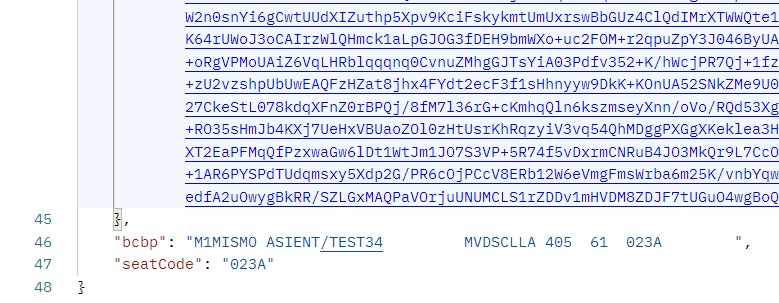 W2n0snYi6gCwtUUdXIZuthp5Xpv9KciFskykmtUmUxrswBbGUz4ClQdIMrXTWWQte1
K64rUWoJ3oCAIrzWlQHmck1aLpGJOG3fDEH9bmWXo+uc2FOM+r2qpuZpY3J046ByUA
+oRgVPMoUAiZ6VqLHRblqqqnq0CvnuZMhgGJTsYiA03Pdfv352+K/hWcjPR7Qj+1fz
+zU2vzshpUbUwEAQFzHZat8jhx4FYdt2ecF3f1sHhnyyw9DkK+KOnUA52SNkZMe9U0
27CkeStL078kdqXFnZ0rBPQj/8fM7l36rG+cKmhqQln6kszmseyXnn/oVo/RQd53Xg
+RO35sHmJb4KXj7UeHxVBUaoZOl0zHtUsrKhRqzyiV3vq54QhMDggPXGgXKeklea3H
XT2EaPFMqQfPzxwaGw6lDt1WtJm1JO7S3VP+5R74f5vDxrmCNRuB4JO3MkQr9L7CcO
+1AR6PYSPdTUdqmsxy5Xdp2G/PR6cOjPCcV8ERb12W6eVmgFmsWrba6m25K/vnbYqw
edfA2uOwygBkRR/SZLGxMAQPaVOrjuUNUMCLS1rZDDv1mHVDM8ZDJF7tUGuO4wgBoQ
45 },
46 "bcbp": "M1MISMO ASIENT/TEST34         MVDSCLLA 405  61  023A        ",
47 "seatCode": "023A"
48 }